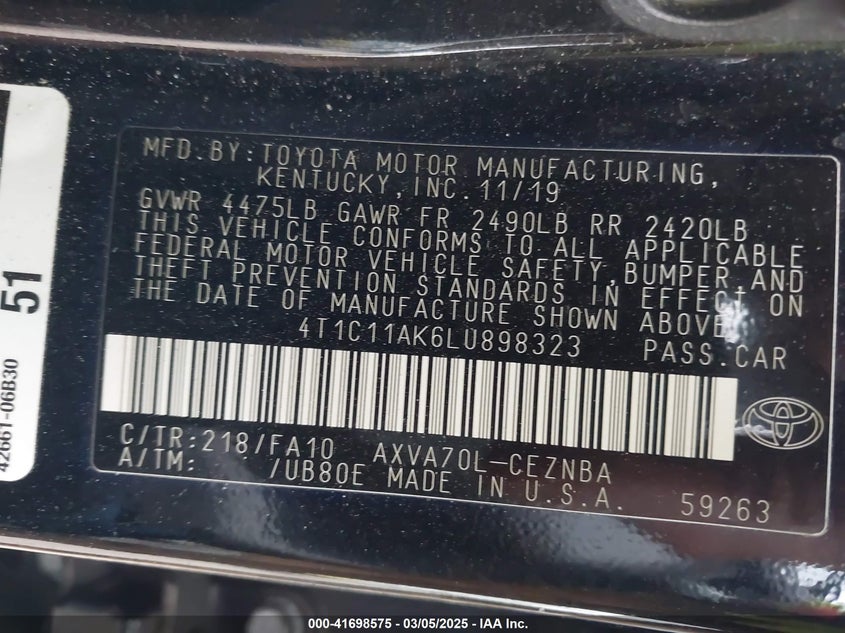 MFD.BY:TOYOTA MOTOR MANUFACTURING,
KENTUCKY,INC.11/19
GVWR 4475LB GAWR FR 2490LB RR 2420LB
THIS VEHICLE CONFORMS TO ALL APPLICABLE
FEDERAL MOTOR VEHICLE SAFETY,BUMPER,AND
THEFT PREVENTION STANDARDS IN EFFECT ON
THE DATE OF MANUFACTURE SHOWN ABOVE.
4T1C11AK6LU898323 PASS.CAR
C/TR:218/FA10 AXVA70L-CEZNBA
A/TM: /UB80E MADE IN U.S.A. 59263
51
42661-06B30
000-41698575 — 03/05/2025 — IAA Inc.